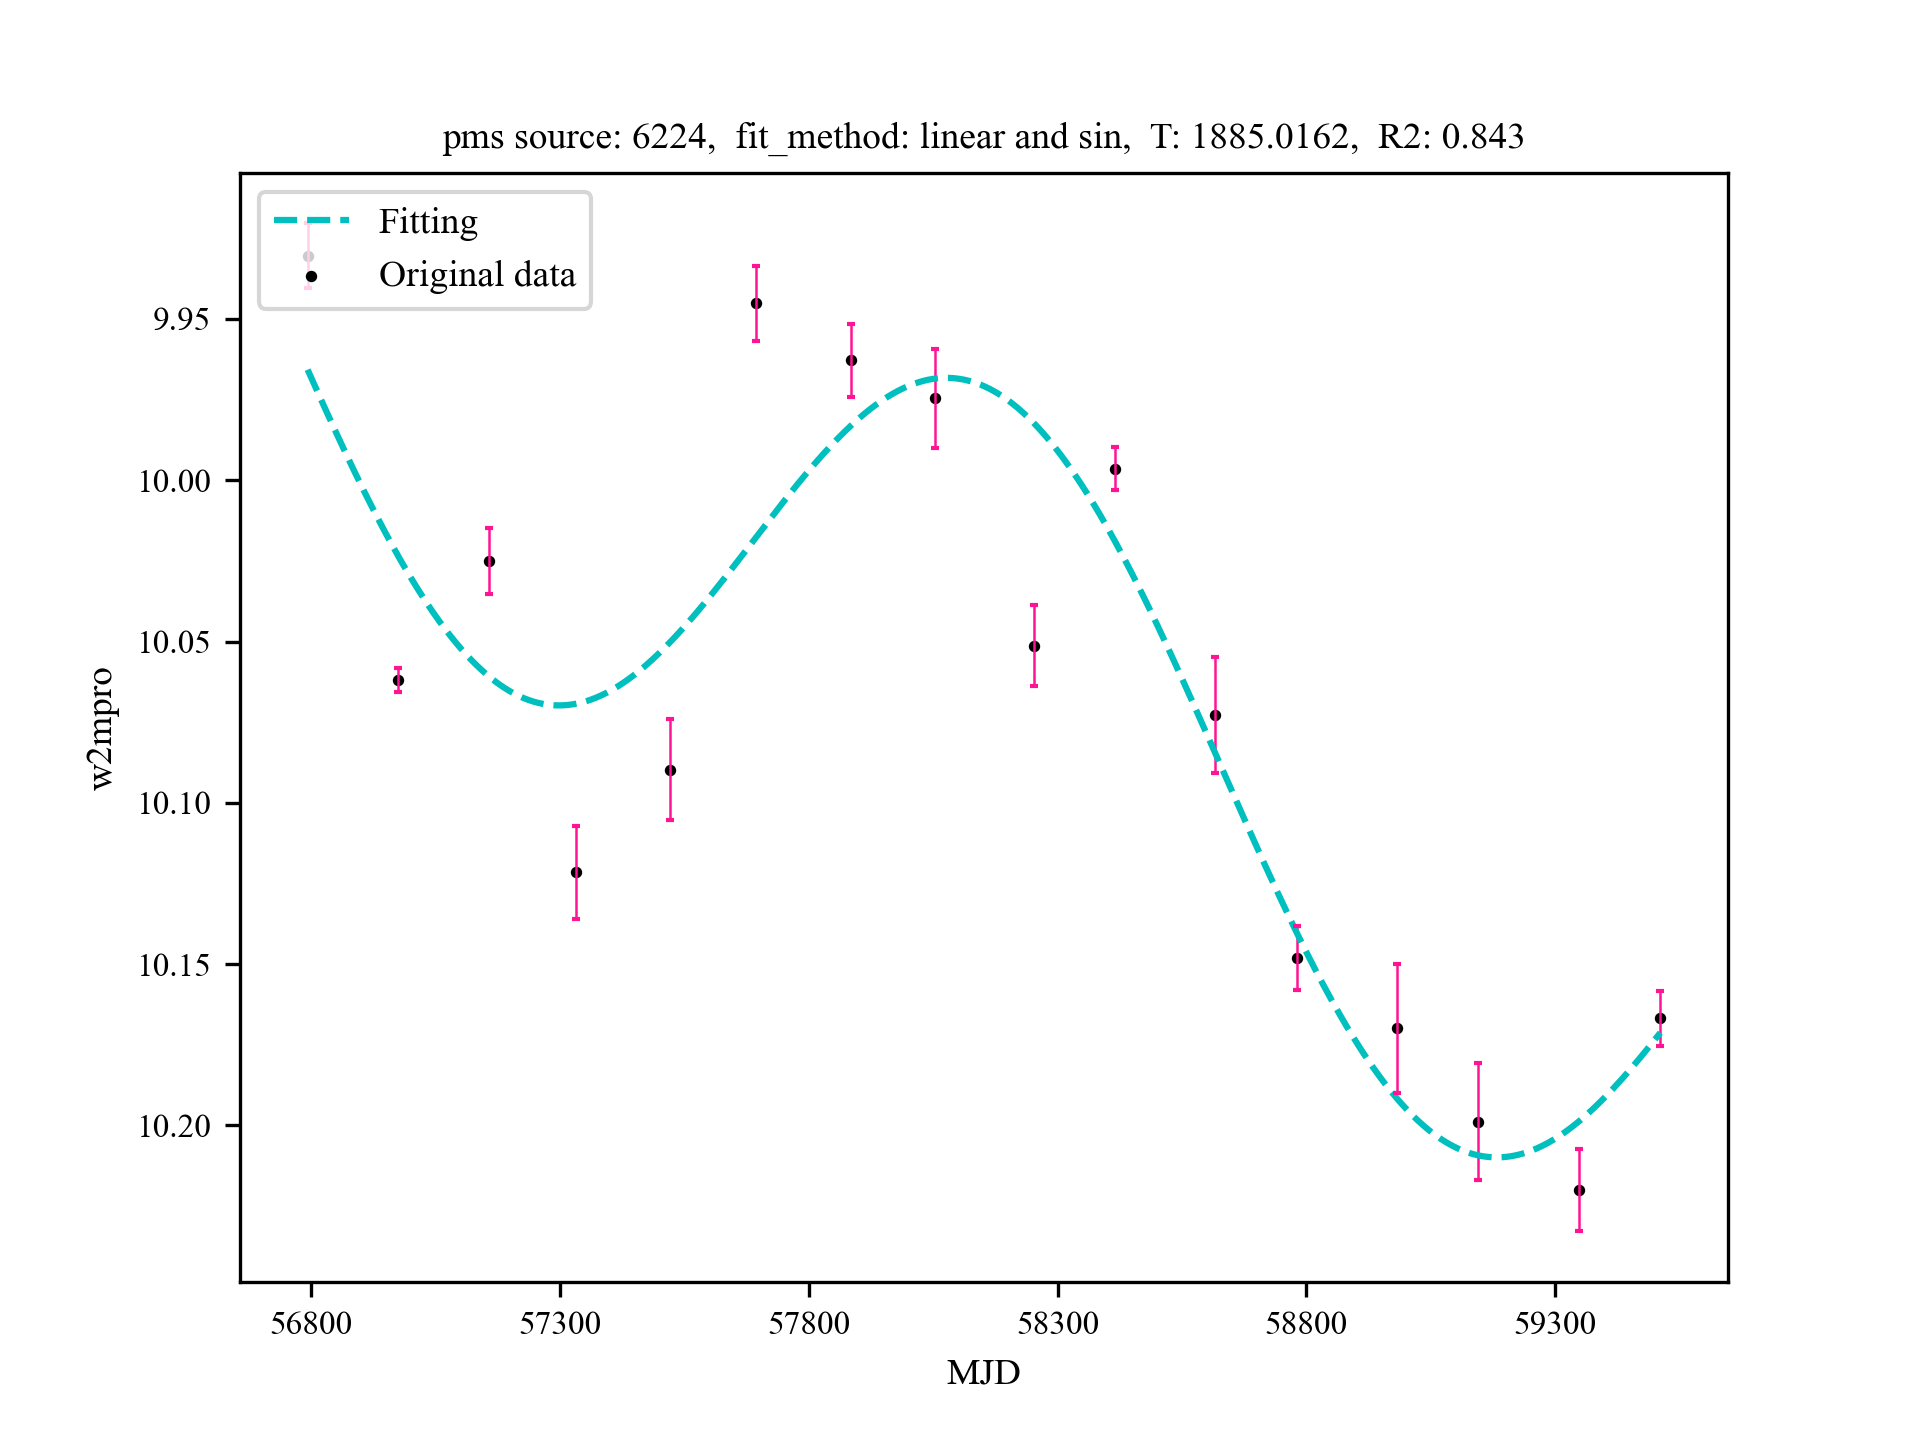 pms source: 6224,  fit_method: linear and sin,  T: 1885.0162,  R2: 0.843
Fitting
Original data
9.95
10.00
10.05
10.10
10.15
10.20
w2mpro
56800
57300
57800
58300
58800
59300
MJD